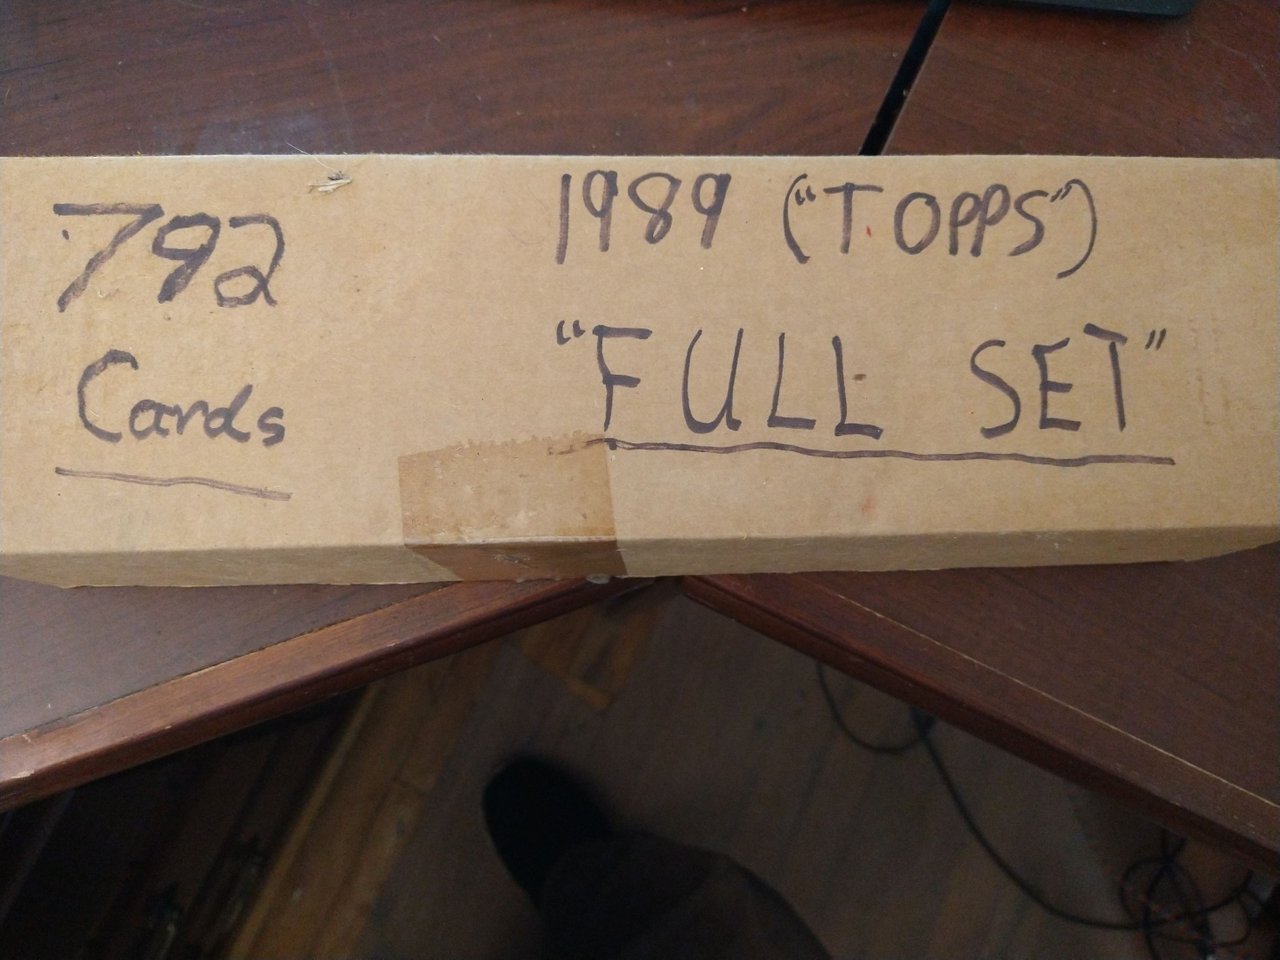 792
Cards
1989 ("TOPPS")
"FULL SET"